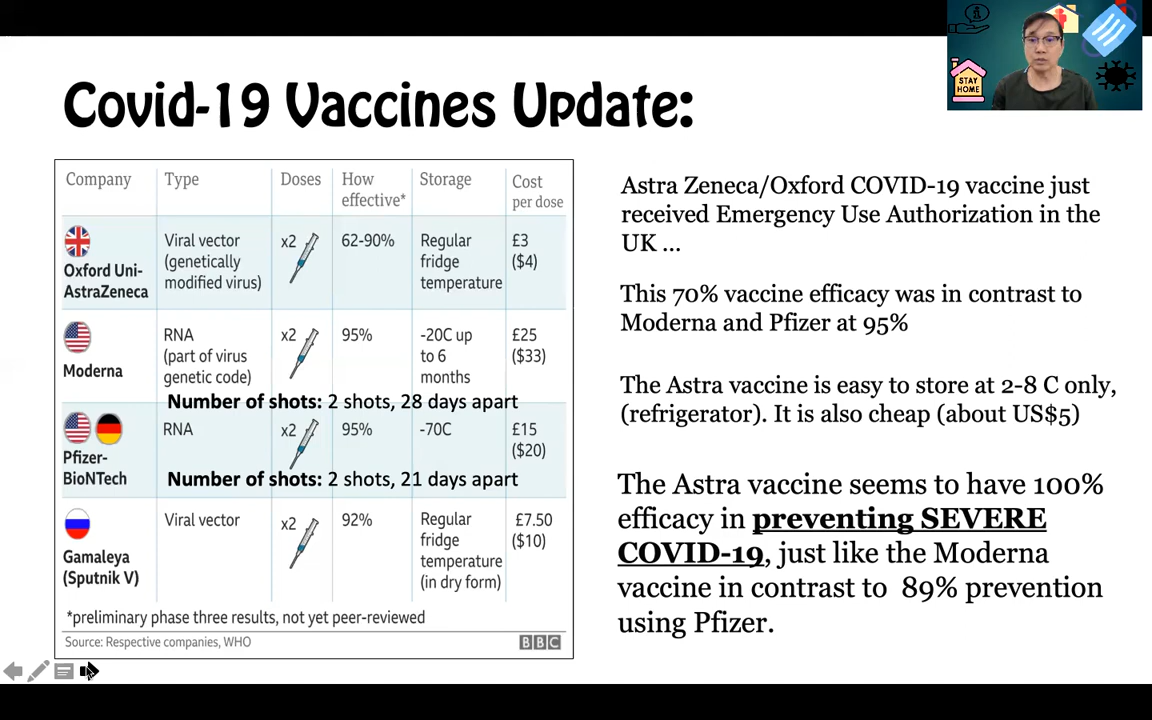 STAY
HOME
Covid-19 Vaccines Update:
Company Type Doses How effective* Storage Cost per dose
Oxford Uni-AstraZeneca Viral vector (genetically modified virus) x2 62-90% Regular fridge temperature £3 ($4)
Moderna RNA (part of virus genetic code) x2 95% -20C up to 6 months £25 ($33)
Number of shots: 2 shots, 28 days apart
Pfizer-BioNTech RNA x2 95% -70C £15 ($20)
Number of shots: 2 shots, 21 days apart
Gamaleya (Sputnik V) Viral vector x2 92% Regular fridge temperature (in dry form) £7.50 ($10)
*preliminary phase three results, not yet peer-reviewed
Source: Respective companies, WHO BBC
Astra Zeneca/Oxford COVID-19 vaccine just
received Emergency Use Authorization in the
UK ...
This 70% vaccine efficacy was in contrast to
Moderna and Pfizer at 95%
The Astra vaccine is easy to store at 2-8 C only,
(refrigerator). It is also cheap (about US$5)
The Astra vaccine seems to have 100%
efficacy in preventing SEVERE
COVID-19, just like the Moderna
vaccine in contrast to 89% prevention
using Pfizer.